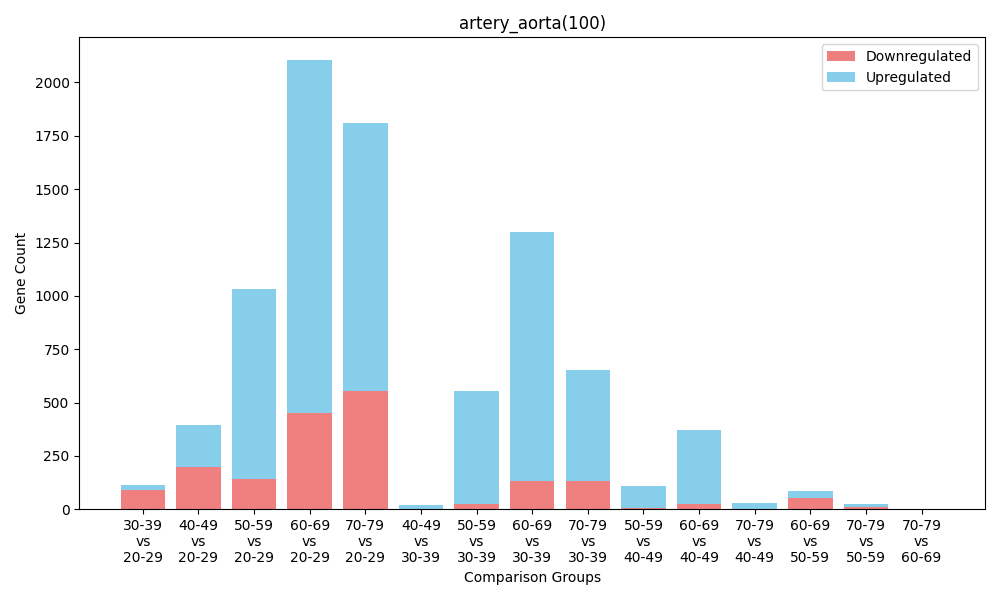 artery_aorta(100)
Downregulated
Upregulated
Gene Count
2000
1750
1500
1250
1000
750
500
250
0
30-39
vs
20-29
40-49
vs
20-29
50-59
vs
20-29
60-69
vs
20-29
70-79
vs
20-29
40-49
vs
30-39
50-59
vs
30-39
60-69
vs
30-39
70-79
vs
30-39
50-59
vs
40-49
60-69
vs
40-49
70-79
vs
40-49
60-69
vs
50-59
70-79
vs
50-59
70-79
vs
60-69
Comparison Groups